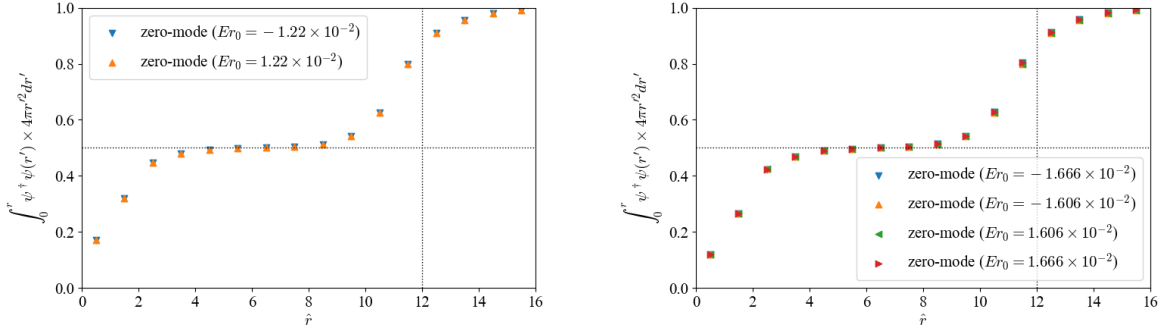 1.0
0.8
0.6
0.4
0.2
0.0
0 2 4 6 8 10 12 14 16
r̂
∫₀ʳ ψ†ψ(r′) × 4πr′²dr′
zero-mode (Er₀ = −1.22 × 10⁻²)
zero-mode (Er₀ = 1.22 × 10⁻²)
1.0
0.8
0.6
0.4
0.2
0.0
0 2 4 6 8 10 12 14 16
r̂
∫₀ʳ ψ†ψ(r′) × 4πr′²dr′
zero-mode (Er₀ = −1.666 × 10⁻²)
zero-mode (Er₀ = −1.606 × 10⁻²)
zero-mode (Er₀ = 1.606 × 10⁻²)
zero-mode (Er₀ = 1.666 × 10⁻²)